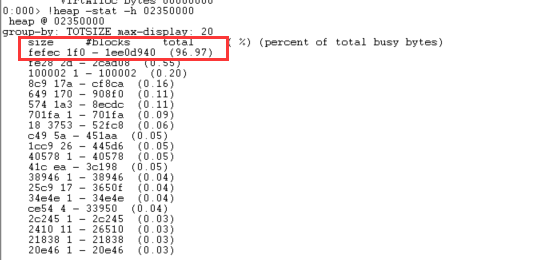 VirtAlloc bytes 00000000
0:000> !heap -stat -h 02350000
heap @ 02350000
group-by: TOTSIZE max-display: 20
size #blocks total ( %) (percent of total busy bytes)
fefec 1f0 - 1ee0d940 (96.97)
fe28 2d - 2cad08 (0.55)
100002 1 - 100002 (0.20)
8c9 17a - cf8ca (0.16)
649 170 - 908f0 (0.11)
574 1a3 - 8ecdc (0.11)
701fa 1 - 701fa (0.09)
18 3753 - 52fc8 (0.06)
c49 5a - 451aa (0.05)
1cc9 26 - 445d6 (0.05)
40578 1 - 40578 (0.05)
41c ea - 3c198 (0.05)
38946 1 - 38946 (0.04)
25c9 17 - 3650f (0.04)
34e4e 1 - 34e4e (0.04)
ce54 4 - 33950 (0.04)
2c245 1 - 2c245 (0.03)
2410 11 - 26510 (0.03)
21838 1 - 21838 (0.03)
20e46 1 - 20e46 (0.03)